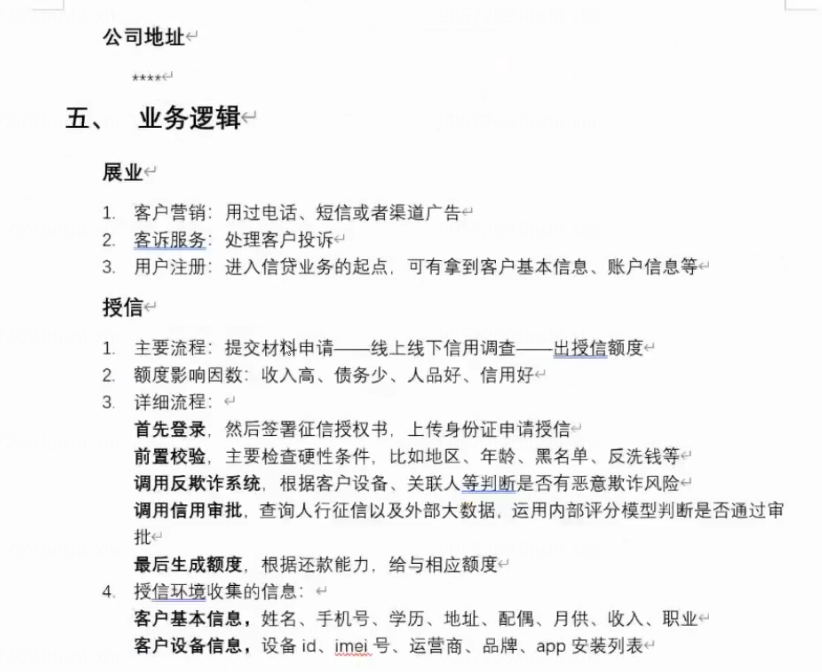 公司地址
****
五、 业务逻辑
展业
1. 客户营销：用过电话、短信或者渠道广告
2. 客诉服务：处理客户投诉
3. 用户注册：进入信贷业务的起点，可有拿到客户基本信息、账户信息等
授信
1. 主要流程：提交材料申请——线上线下信用调查——出授信额度
2. 额度影响因数：收入高、债务少、人品好、信用好
3. 详细流程：
首先登录，然后签署征信授权书，上传身份证申请授信
前置校验，主要检查硬性条件，比如地区、年龄、黑名单、反洗钱等
调用反欺诈系统，根据客户设备、关联人等判断是否有恶意欺诈风险
调用信用审批，查询人行征信以及外部大数据，运用内部评分模型判断是否通过审
批
最后生成额度，根据还款能力，给与相应额度
4. 授信环境收集的信息：
客户基本信息，姓名、手机号、学历、地址、配偶、月供、收入、职业
客户设备信息，设备 id、imei 号、运营商、品牌、app 安装列表